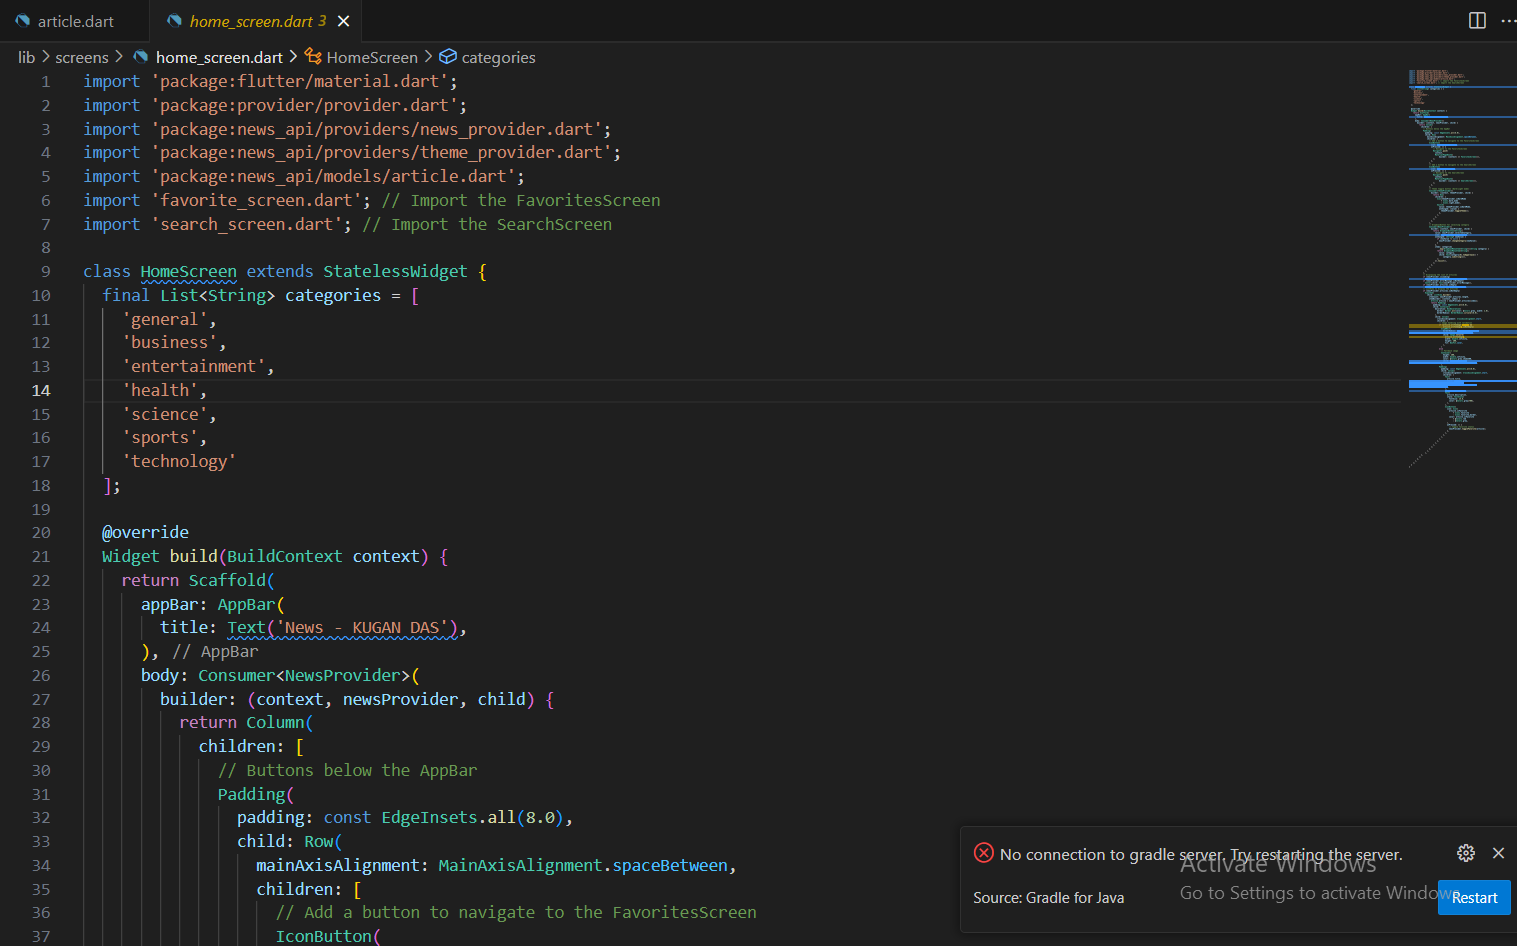 article.dart
home_screen.dart 3
lib > screens > home_screen.dart > HomeScreen > categories
1 import 'package:flutter/material.dart';
2 import 'package:provider/provider.dart';
3 import 'package:news_api/providers/news_provider.dart';
4 import 'package:news_api/providers/theme_provider.dart';
5 import 'package:news_api/models/article.dart';
6 import 'favorite_screen.dart'; // Import the FavoritesScreen
7 import 'search_screen.dart'; // Import the SearchScreen
8
9 class HomeScreen extends StatelessWidget {
10 final List<String> categories = [
11 'general',
12 'business',
13 'entertainment',
14 'health',
15 'science',
16 'sports',
17 'technology'
18 ];
19
20 @override
21 Widget build(BuildContext context) {
22 return Scaffold(
23 appBar: AppBar(
24 title: Text('News - KUGAN DAS'),
25 ), // AppBar
26 body: Consumer<NewsProvider>(
27 builder: (context, newsProvider, child) {
28 return Column(
29 children: [
30 // Buttons below the AppBar
31 Padding(
32 padding: const EdgeInsets.all(8.0),
33 child: Row(
34 mainAxisAlignment: MainAxisAlignment.spaceBetween,
35 children: [
36 // Add a button to navigate to the FavoritesScreen
37 IconButton(
No connection to gradle server. Try restarting the server.
Source: Gradle for Java
Restart
Activate Windows
Go to Settings to activate Windows